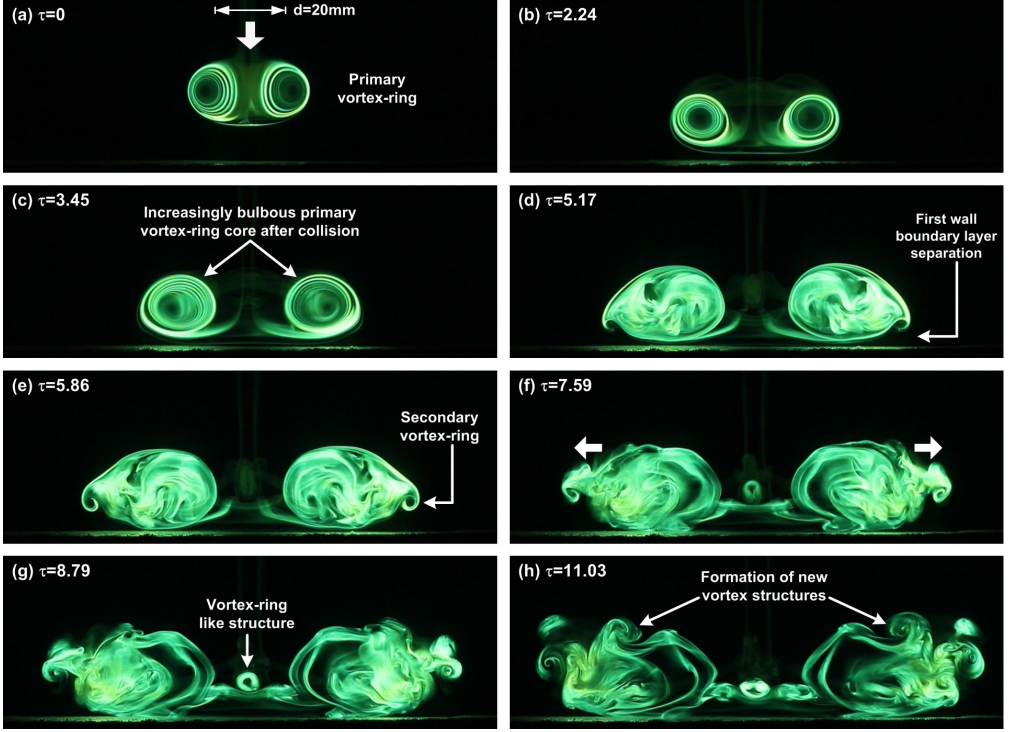 (a) τ=0
d=20mm
Primary
vortex-ring
(b) τ=2.24
(c) τ=3.45
Increasingly bulbous primary
vortex-ring core after collision
(d) τ=5.17
First wall
boundary layer
separation
(e) τ=5.86
Secondary
vortex-ring
(f) τ=7.59
(g) τ=8.79
Vortex-ring
like structure
(h) τ=11.03
Formation of new
vortex structures